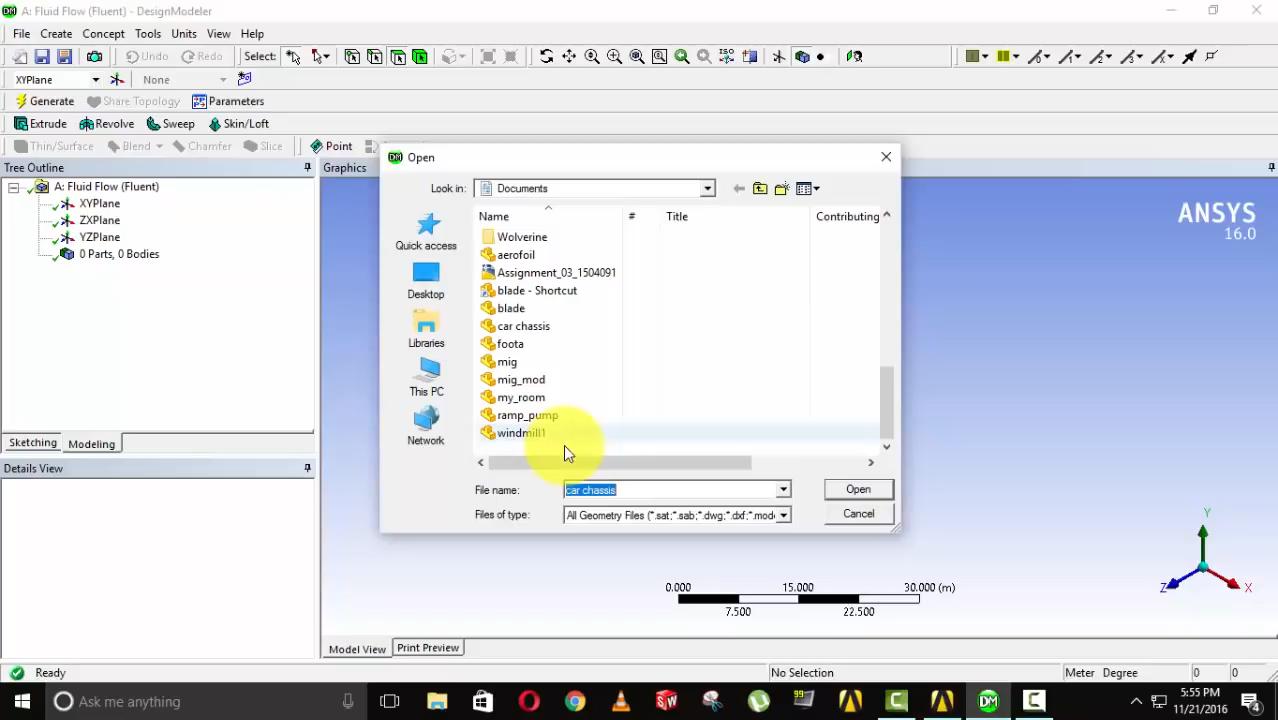 A: Fluid Flow (Fluent) - DesignModeler
File Create Concept Tools Units View Help
Undo Redo Select:
XYPlane None
Generate Share Topology Parameters
Extrude Revolve Sweep Skin/Loft
Thin/Surface Blend Chamfer Slice Point
Tree Outline
A: Fluid Flow (Fluent)
XYPlane
ZXPlane
YZPlane
0 Parts, 0 Bodies
Sketching Modeling
Details View
Graphics
Open
Look in: Documents
Quick access
Desktop
Libraries
This PC
Network
Name # Title Contributing
Wolverine
aerofoil
Assignment_03_1504091
blade - Shortcut
blade
car chassis
foota
mig
mig_mod
my_room
ramp_pump
windmill1
File name: car chassis Open
Files of type: All Geometry Files (*.sat;*.sab;*.dwg;*.dxf;*.mod Cancel
ANSYS
16.0
Y
Z X
0.000 15.000 30.000 (m)
7.500 22.500
Model View Print Preview
Ready No Selection Meter Degree 0 0
Ask me anything
5:55 PM
11/21/2016
4